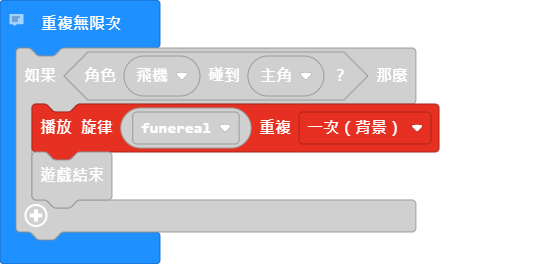 重複無限次
如果 角色 飛機 碰到 主角 ? 那麼
播放 旋律 funereal 重複 一次 ( 背景 )
遊戲結束